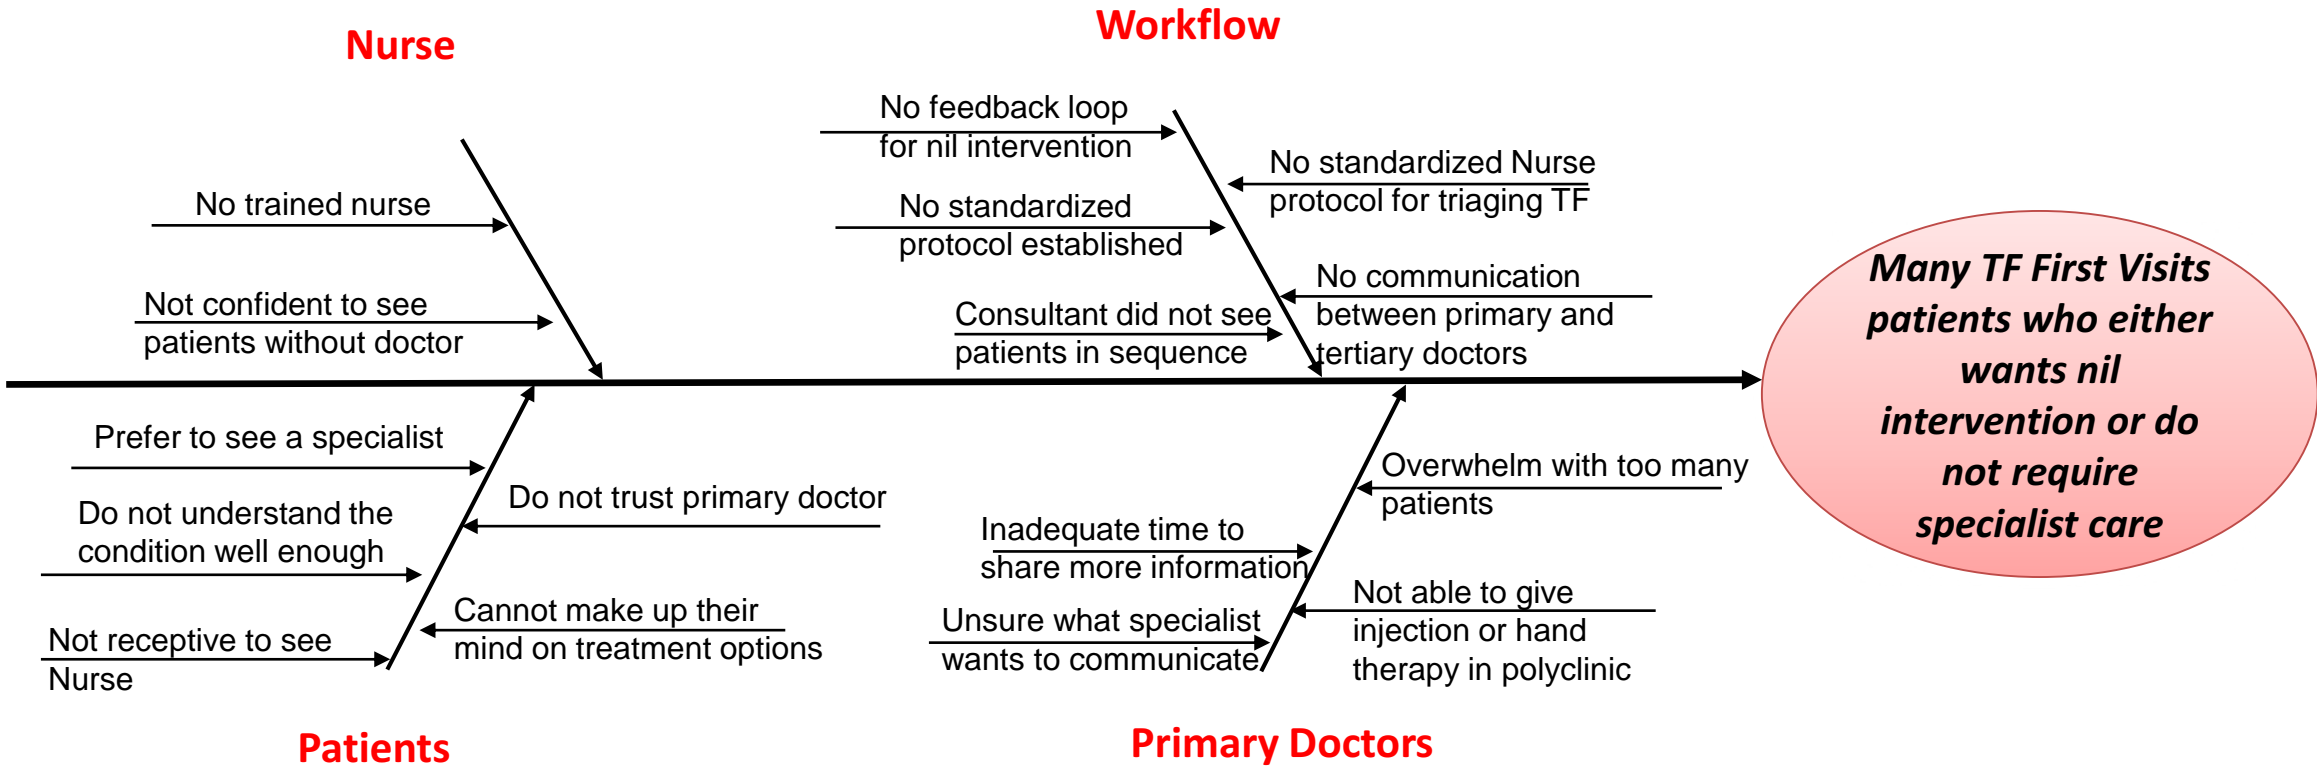 Nurse
No trained nurse
Not confident to see
patients without doctor
Workflow
No feedback loop
for nil intervention
No standardized
protocol established
Consultant did not see
patients in sequence
No standardized Nurse
protocol for triaging TF
No communication
between primary and
tertiary doctors
Many TF First Visits
patients who either
wants nil
intervention or do
not require
specialist care
Prefer to see a specialist
Do not understand the
condition well enough
Not receptive to see
Nurse
Do not trust primary doctor
Cannot make up their
mind on treatment options
Patients
Inadequate time to
share more information
Unsure what specialist
wants to communicate
Overwhelm with too many
patients
Not able to give
injection or hand
therapy in polyclinic
Primary Doctors